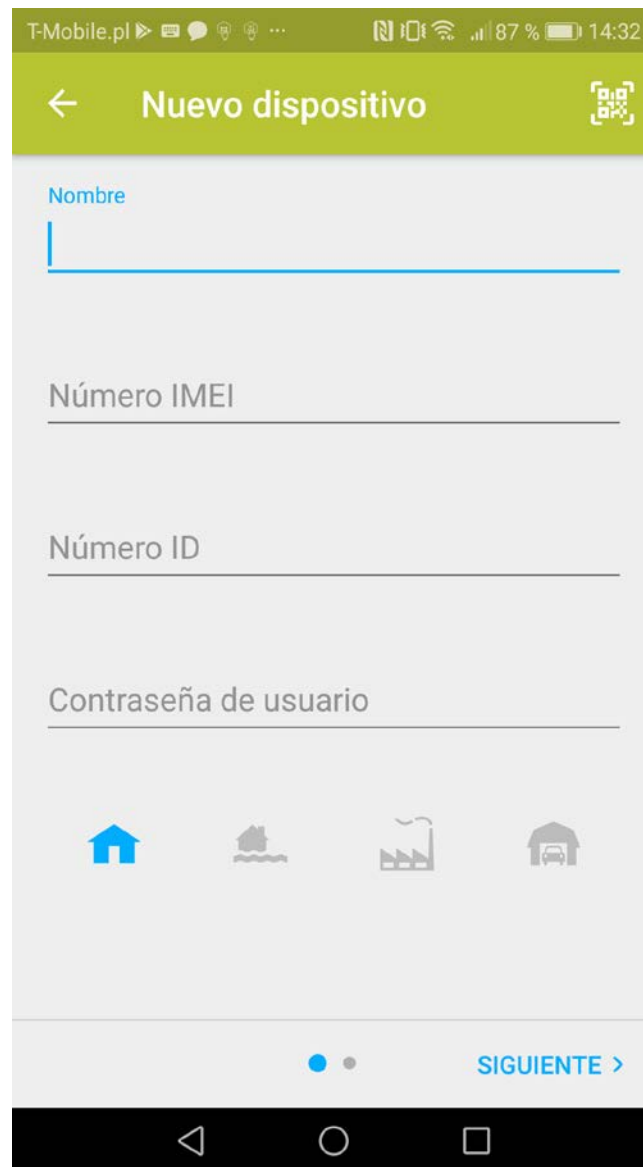 T-Mobile.pl 87 % 14:32
Nuevo dispositivo
Nombre
Número IMEI
Número ID
Contraseña de usuario
SIGUIENTE >